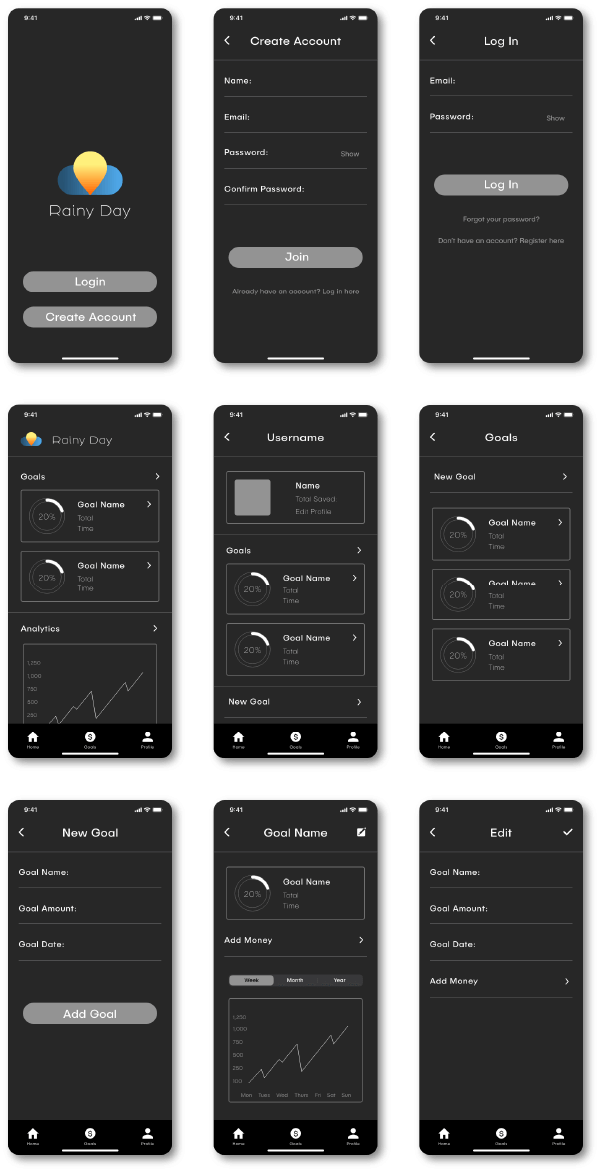 9:41
Rainy Day
Login
Create Account
9:41
Create Account
Name:
Email:
Password: Show
Confirm Password:
Join
Already have an account? Log in here
9:41
Log In
Email:
Password: Show
Log In
Forgot your password?
Don't have an account? Register here
9:41
Rainy Day
Goals
20% Goal Name
Total
Time
20% Goal Name
Total
Time
Analytics
1,250
1,000
750
500
250
Home Goals Profile
9:41
Username
Name
Total Saved:
Edit Profile
Goals
20% Goal Name
Total
Time
20% Goal Name
Total
Time
New Goal
Home Goals Profile
9:41
Goals
New Goal
20% Goal Name
Total
Time
20% Goal Name
Total
Time
20% Goal Name
Total
Time
Home Goals Profile
9:41
New Goal
Goal Name:
Goal Amount:
Goal Date:
Add Goal
Home Goals Profile
9:41
Goal Name
20% Goal Name
Total
Time
Add Money
Week Month Year
1,250
1,000
750
500
250
100
Mon Tues Wed Thurs Fri Sat Sun
Home Goals Profile
9:41
Edit
Goal Name:
Goal Amount:
Goal Date:
Add Money
Home Goals Profile